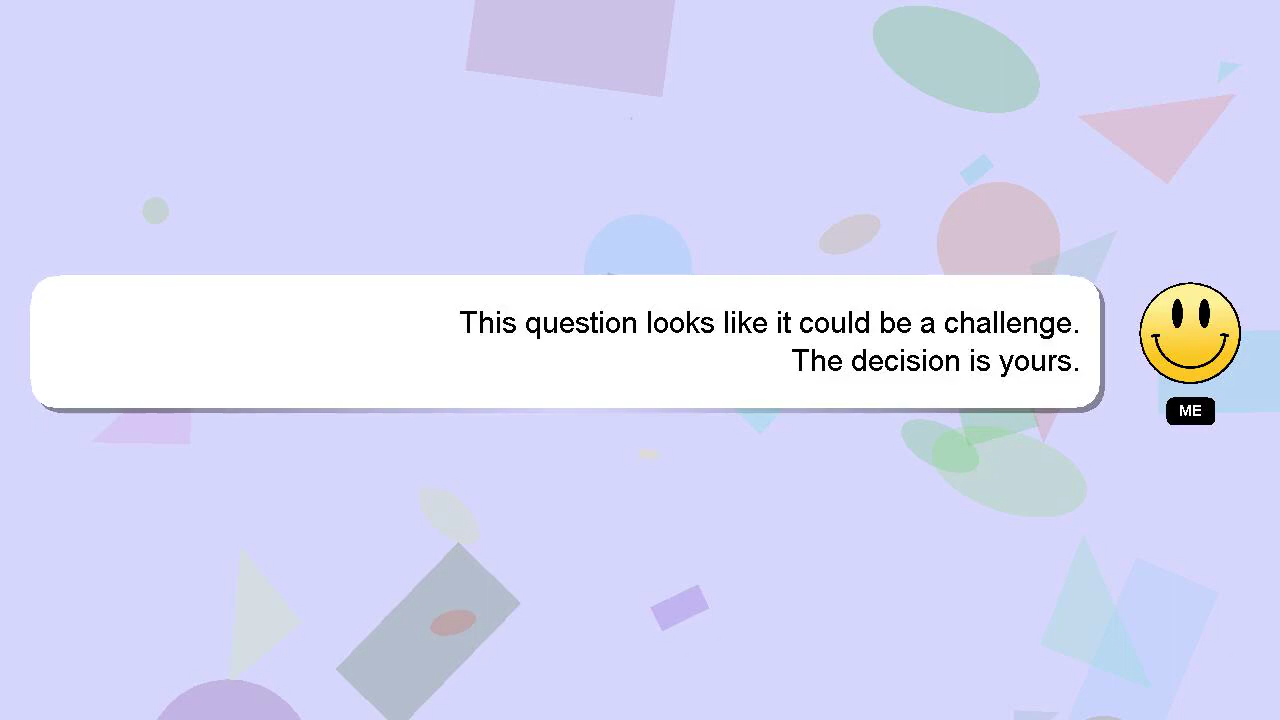 This question looks like it could be a challenge.
The decision is yours.
ME